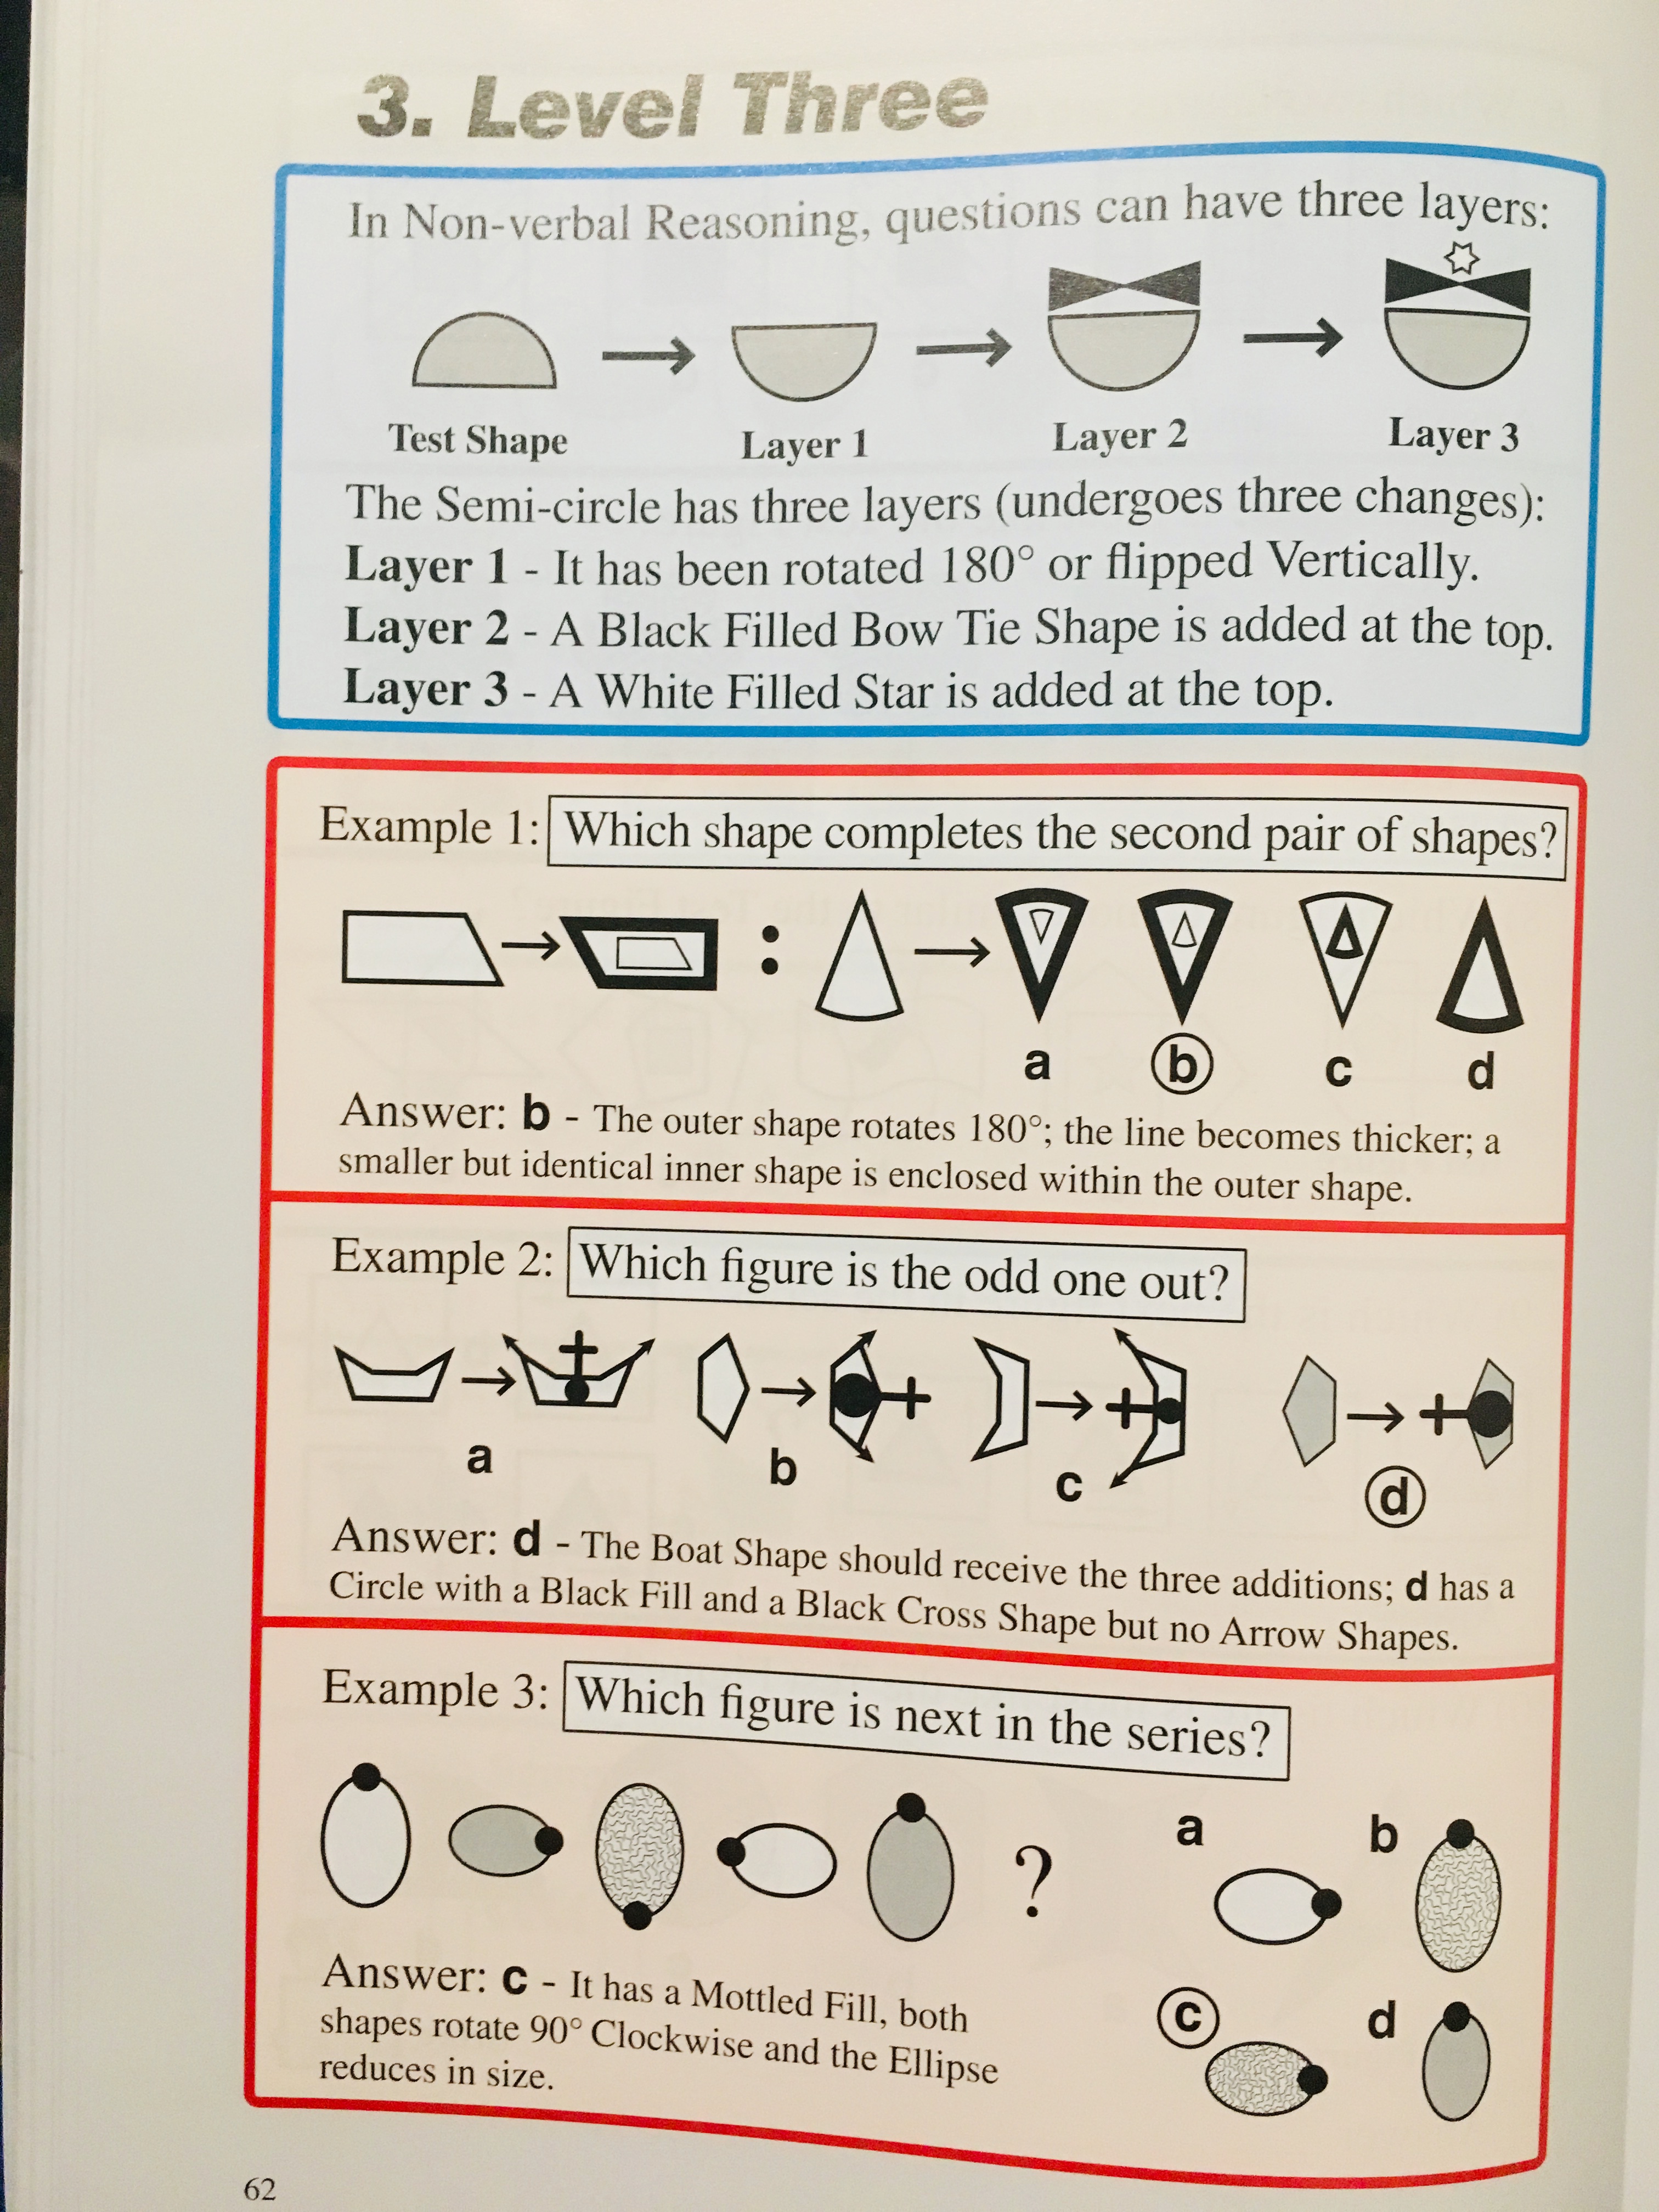 3. Level Three
In Non-verbal Reasoning, questions can have three layers:
Test Shape Layer 1 Layer 2 Layer 3
The Semi-circle has three layers (undergoes three changes):
Layer 1 - It has been rotated 180° or flipped Vertically.
Layer 2 - A Black Filled Bow Tie Shape is added at the top.
Layer 3 - A White Filled Star is added at the top.
Example 1: Which shape completes the second pair of shapes?
a b c d
Answer: b - The outer shape rotates 180°; the line becomes thicker; a
smaller but identical inner shape is enclosed within the outer shape.
Example 2: Which figure is the odd one out?
a b c d
Answer: d - The Boat Shape should receive the three additions; d has a
Circle with a Black Fill and a Black Cross Shape but no Arrow Shapes.
Example 3: Which figure is next in the series?
? a b
c d
Answer: c - It has a Mottled Fill, both
shapes rotate 90° Clockwise and the Ellipse
reduces in size.
62